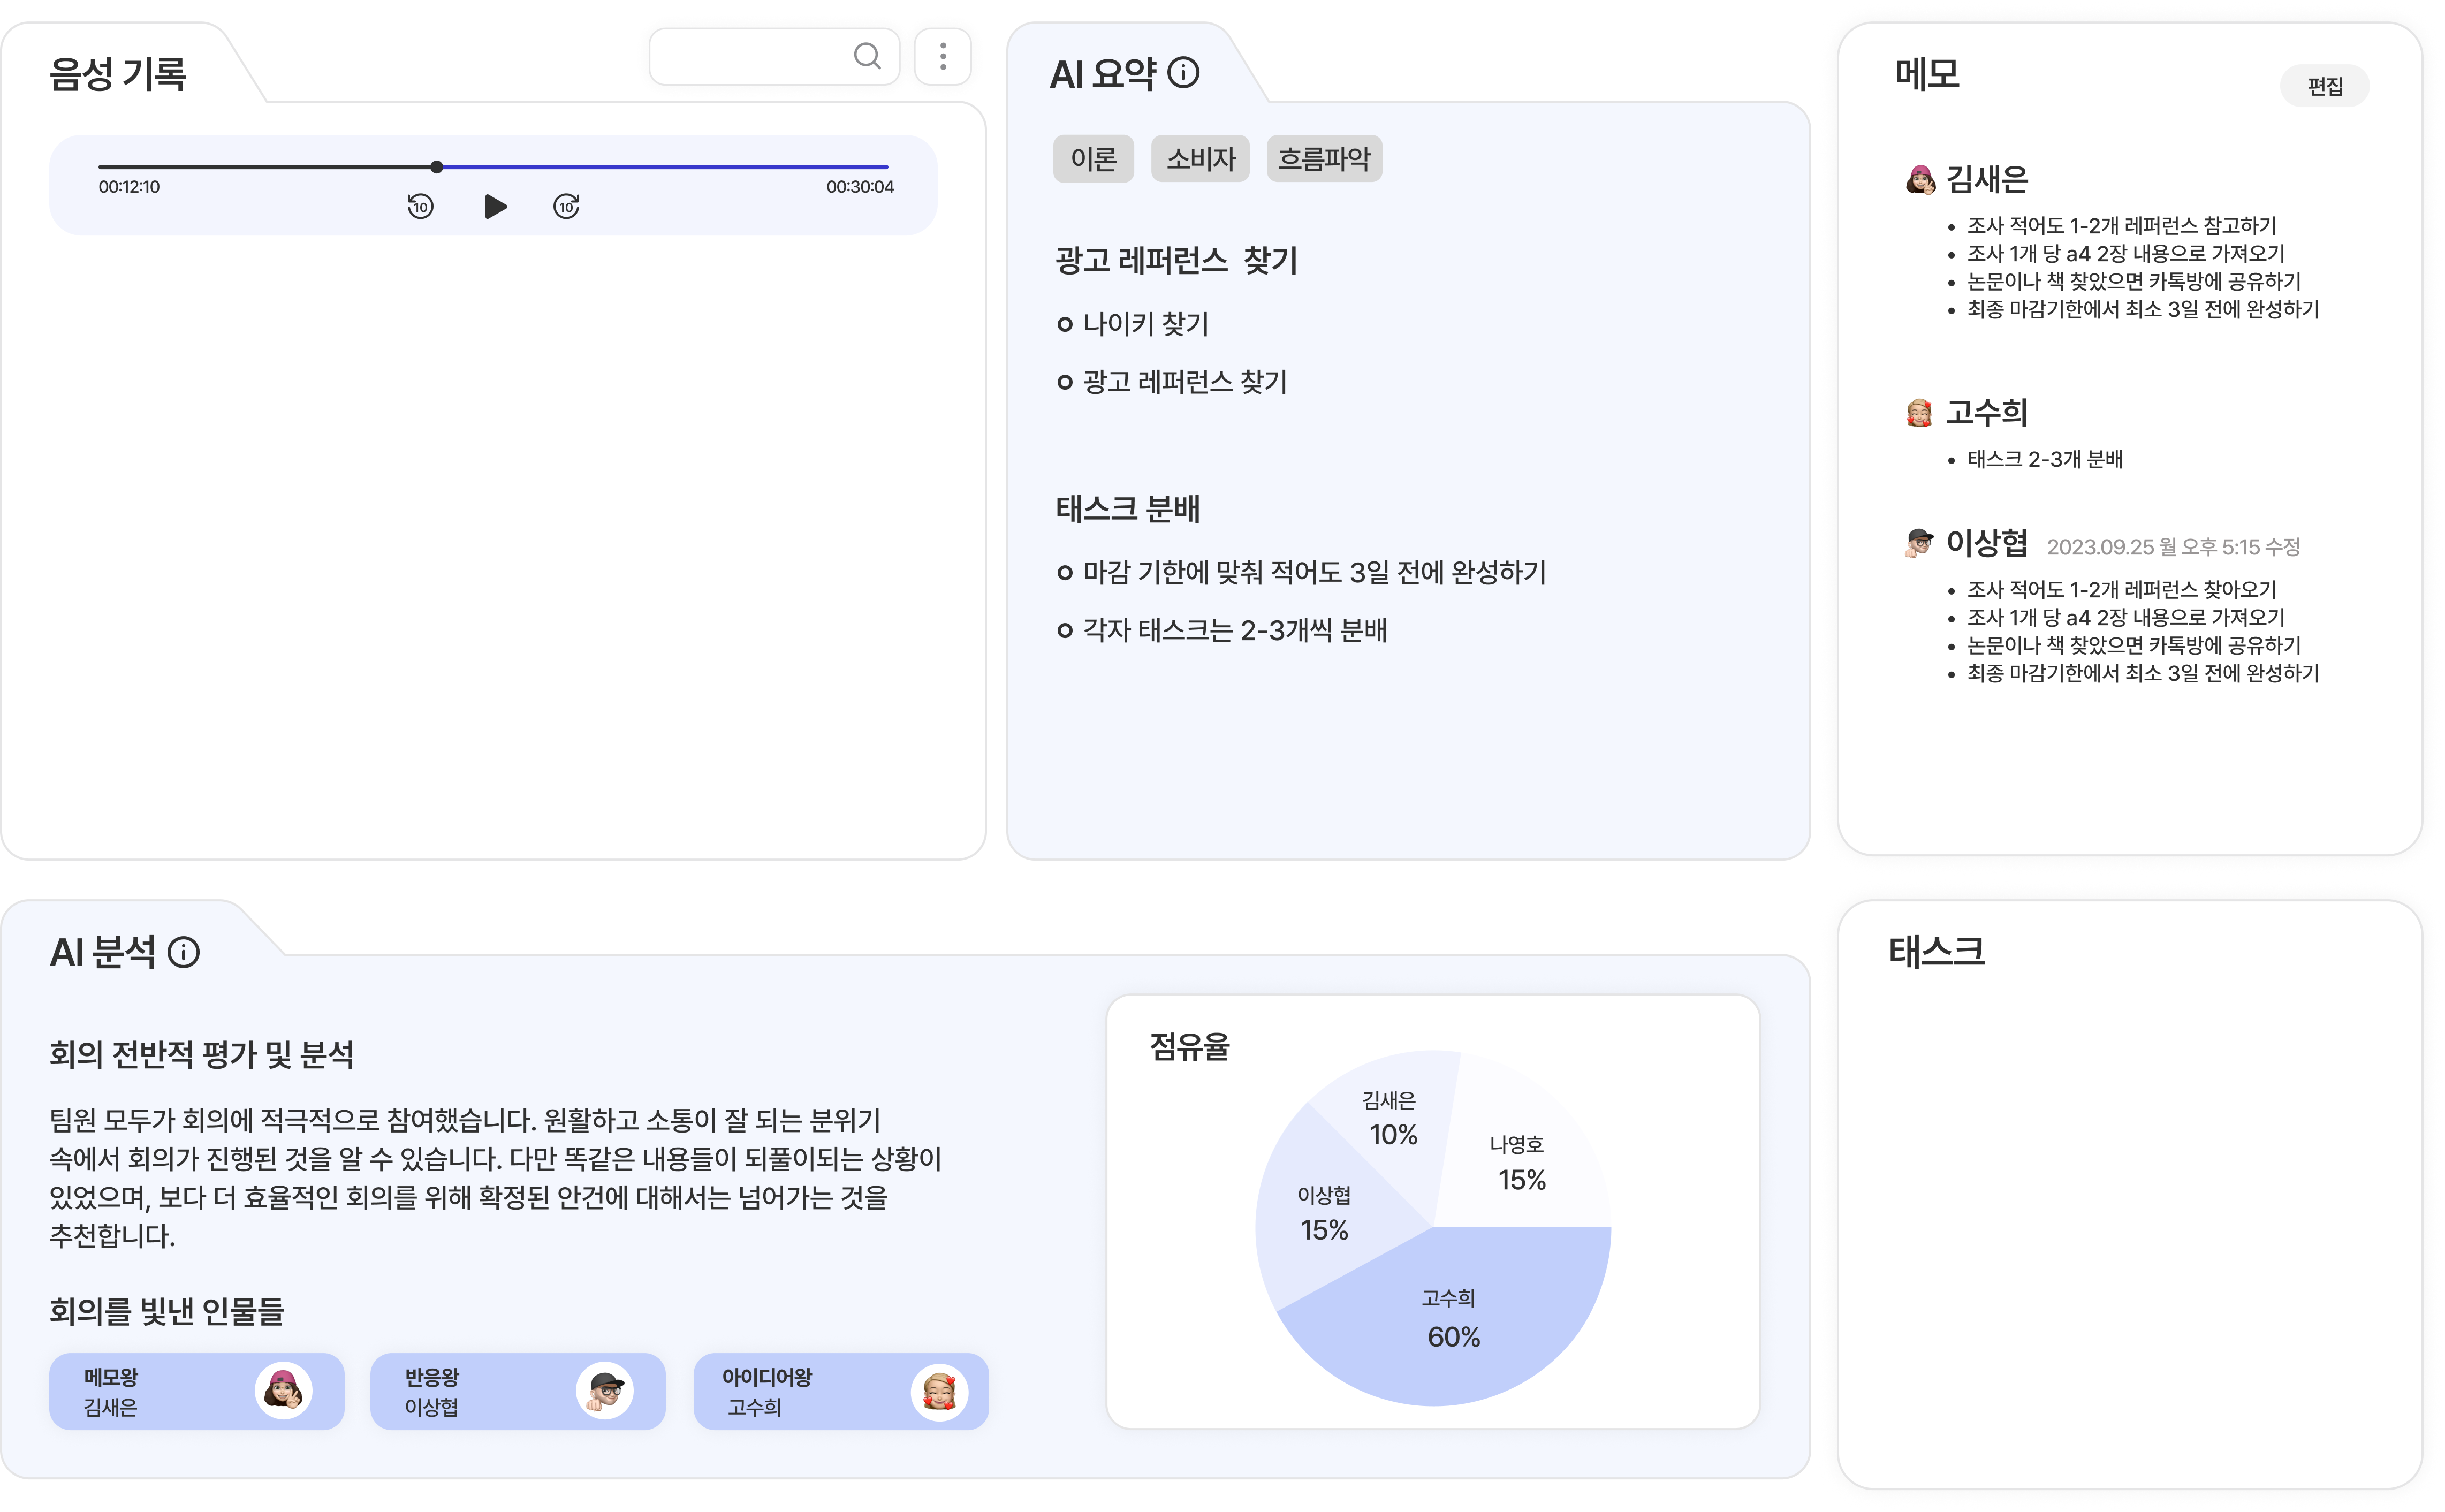 음성 기록
00:12:10
00:30:04
10
10
AI 요약
이론
소비자
흐름파악
광고 레퍼런스 찾기
나이키 찾기
광고 레퍼런스 찾기
태스크 분배
마감 기한에 맞춰 적어도 3일 전에 완성하기
각자 태스크는 2-3개씩 분배
메모
편집
김새은
• 조사 적어도 1-2개 레퍼런스 참고하기
• 조사 1개 당 a4 2장 내용으로 가져오기
• 논문이나 책 찾았으면 카톡방에 공유하기
• 최종 마감기한에서 최소 3일 전에 완성하기
고수희
• 태스크 2-3개 분배
이상협 2023.09.25 월 오후 5:15 수정
• 조사 적어도 1-2개 레퍼런스 찾아오기
• 조사 1개 당 a4 2장 내용으로 가져오기
• 논문이나 책 찾았으면 카톡방에 공유하기
• 최종 마감기한에서 최소 3일 전에 완성하기
AI 분석
회의 전반적 평가 및 분석
팀원 모두가 회의에 적극적으로 참여했습니다. 원활하고 소통이 잘 되는 분위기
속에서 회의가 진행된 것을 알 수 있습니다. 다만 똑같은 내용들이 되풀이되는 상황이
있었으며, 보다 더 효율적인 회의를 위해 확정된 안건에 대해서는 넘어가는 것을
추천합니다.
회의를 빛낸 인물들
메모왕
김새은
반응왕
이상협
아이디어왕
고수희
점유율
김새은
10%
나영호
15%
이상협
15%
고수희
60%
태스크